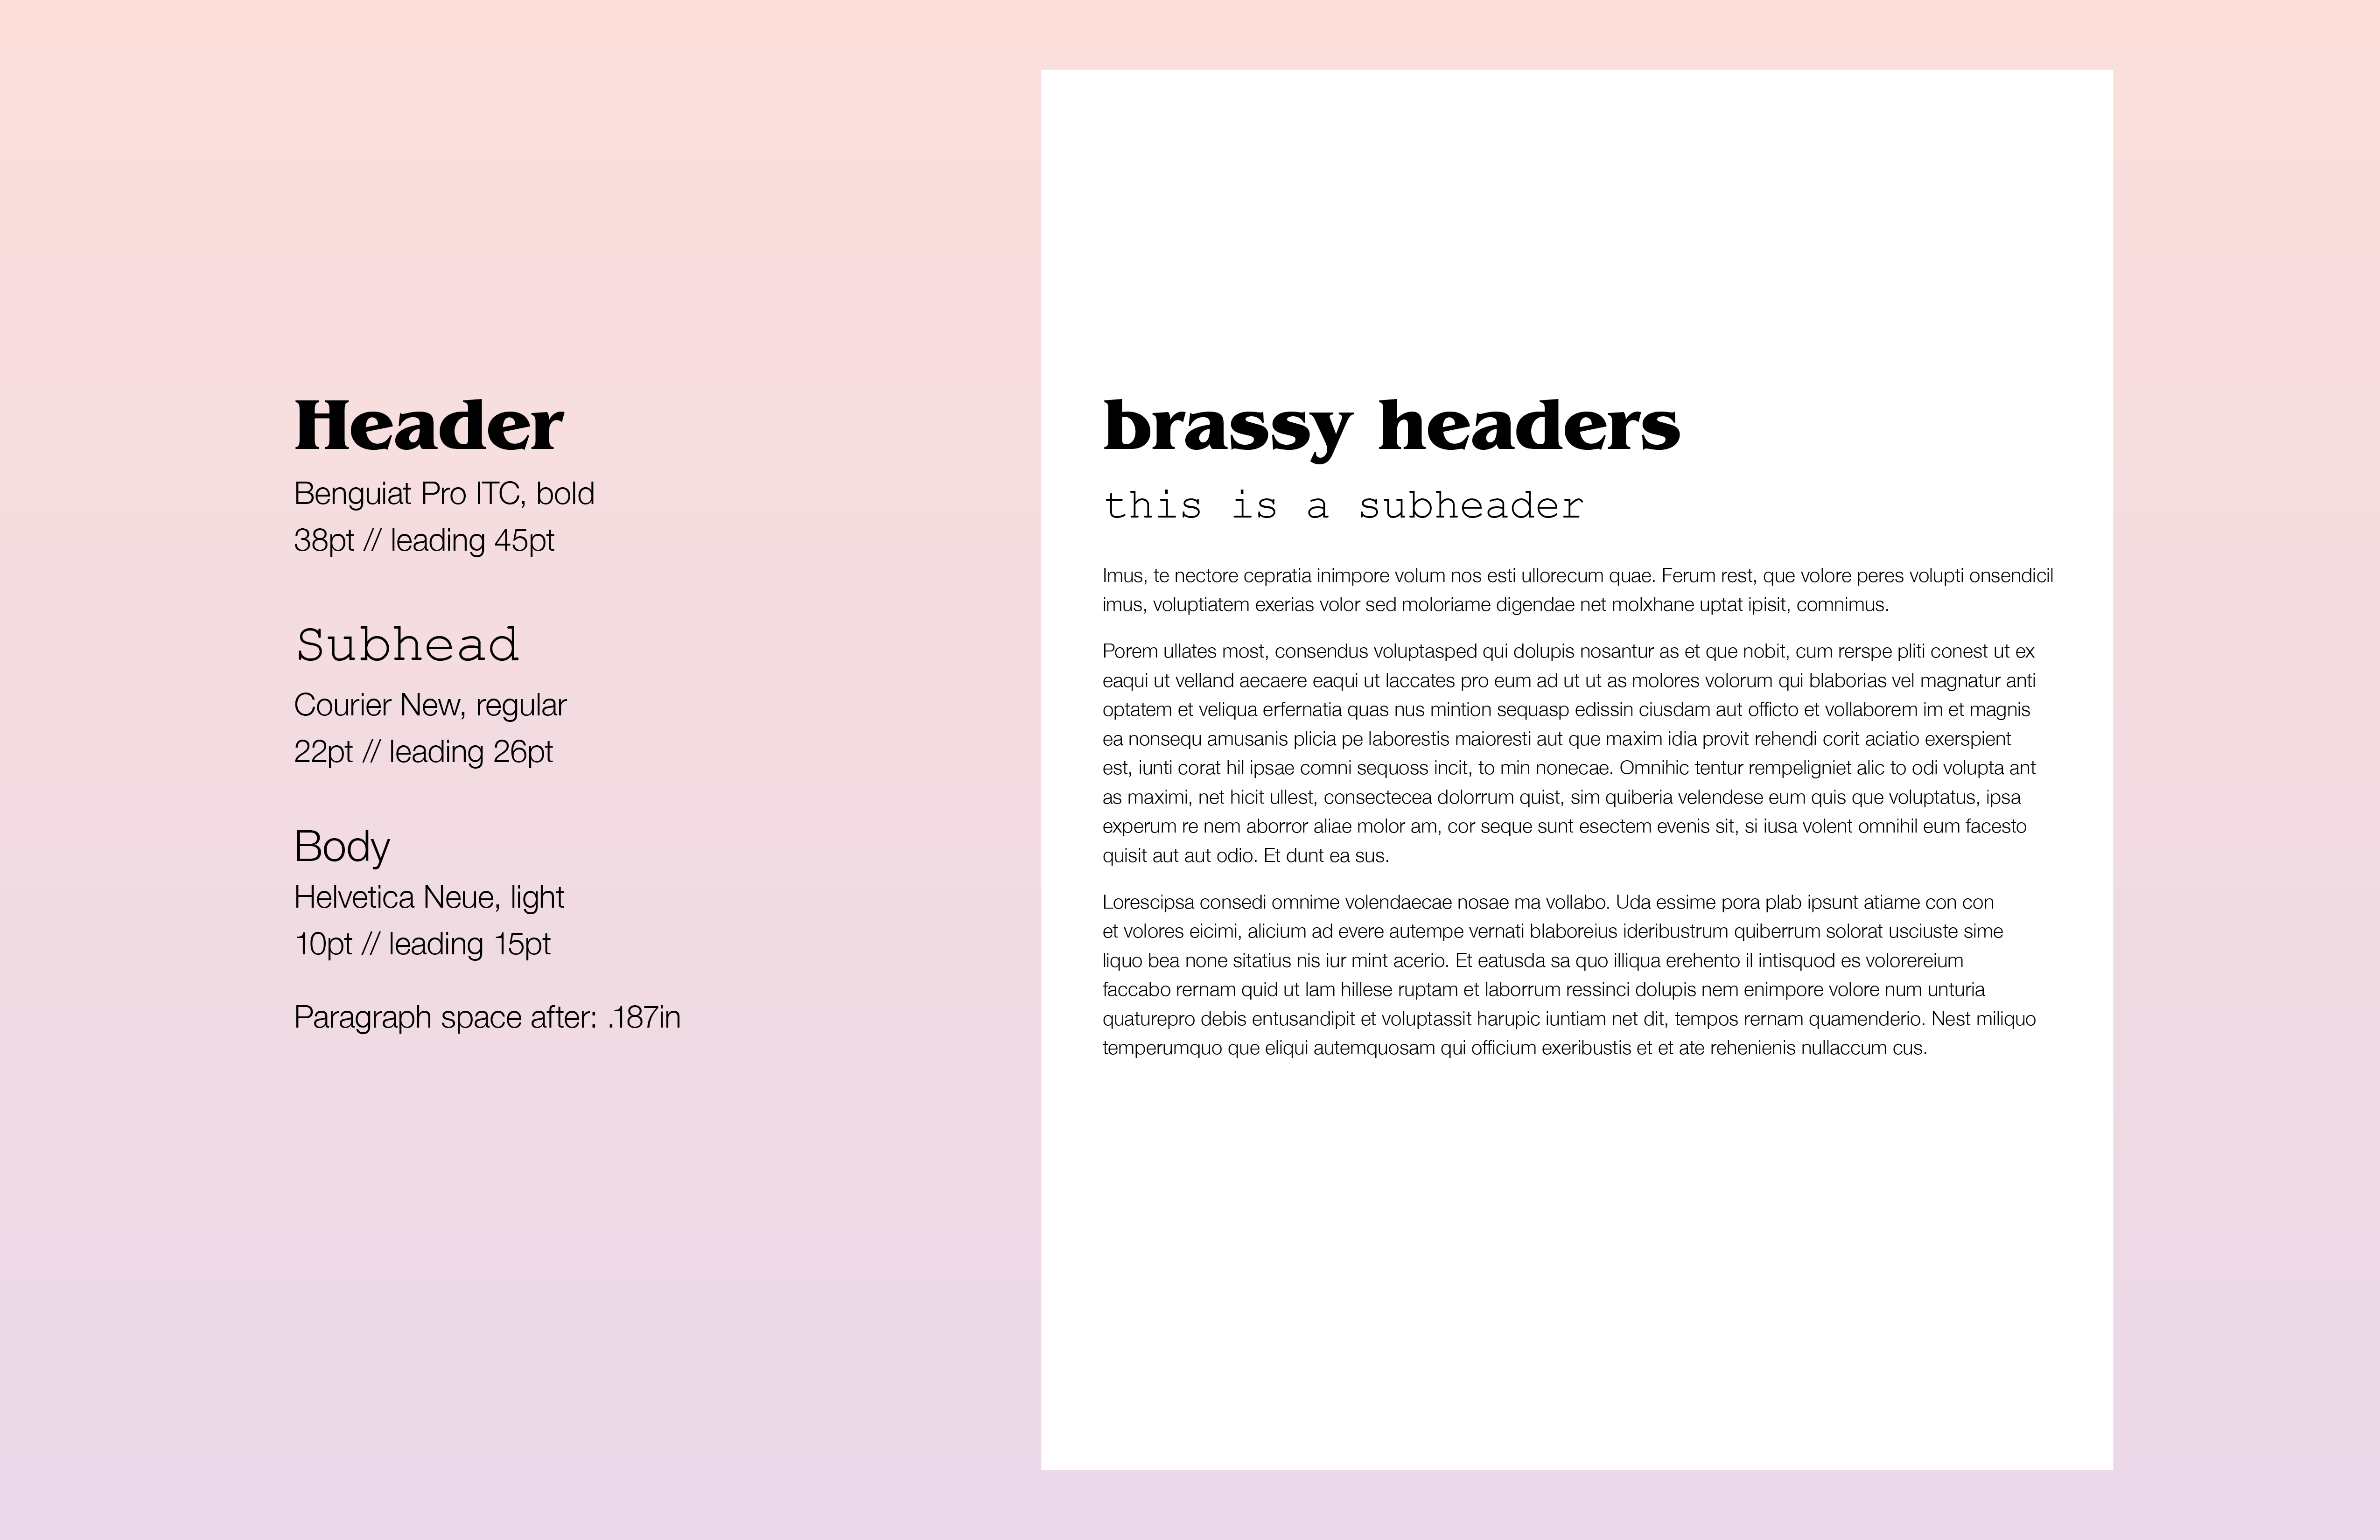 Header
Benguiat Pro ITC, bold
38pt // leading 45pt
Subhead
Courier New, regular
22pt // leading 26pt
Body
Helvetica Neue, light
10pt // leading 15pt
Paragraph space after: .187in
brassy headers
this is a subheader
Imus, te nectore cepratia inimpore volum nos esti ullorecum quae. Ferum rest, que volore peres volupti onsendicil
imus, voluptiatem exerias volor sed moloriame digendae net molxhane uptat ipisit, comnimus.
Porem ullates most, consendus voluptasped qui dolupis nosantur as et que nobit, cum rerspe pliti conest ut ex
eaqui ut velland aecaere eaqui ut laccates pro eum ad ut ut as molores volorum qui blaborias vel magnatur anti
optatem et veliqua erfernatia quas nus mintion sequasp edissin ciusdam aut officto et vollaborem im et magnis
ea nonsequ amusanis plicia pe laborestis maioresti aut que maxim idia provit rehendi corit aciatio exerspient
est, iunti corat hil ipsae comni sequoss incit, to min nonecae. Omnihic tentur rempeligniet alic to odi volupta ant
as maximi, net hicit ullest, consectecea dolorrum quist, sim quiberia velendese eum quis que voluptatus, ipsa
experum re nem aborror aliae molor am, cor seque sunt esectem evenis sit, si iusa volent omnihil eum facesto
quisit aut aut odio. Et dunt ea sus.
Lorescipsa consedi omnime volendaecae nosae ma vollabo. Uda essime pora plab ipsunt atiame con con
et volores eicimi, alicium ad evere autempe vernati blaboreius ideribustrum quiberrum solorat usciuste sime
liquo bea none sitatius nis iur mint acerio. Et eatusda sa quo illiqua erehento il intisquod es volorereium
faccabo rernam quid ut lam hillese ruptam et laborrum ressinci dolupis nem enimpore volore num unturia
quaturepro debis entusandipit et voluptassit harupic iuntiam net dit, tempos rernam quamenderio. Nest miliquo
temperumquo que eliqui autemquosam qui officium exeribustis et et ate rehenienis nullaccum cus.